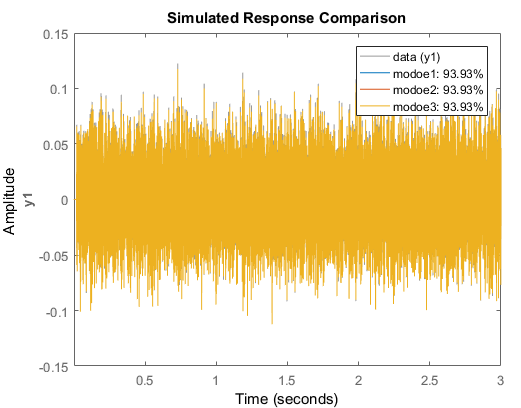 Simulated Response Comparison
0.15
0.1
0.05
0
-0.05
-0.1
-0.15
Amplitude
y1
data (y1)
modoe1: 93.93%
modoe2: 93.93%
modoe3: 93.93%
0.5
1
1.5
2
2.5
3
Time (seconds)